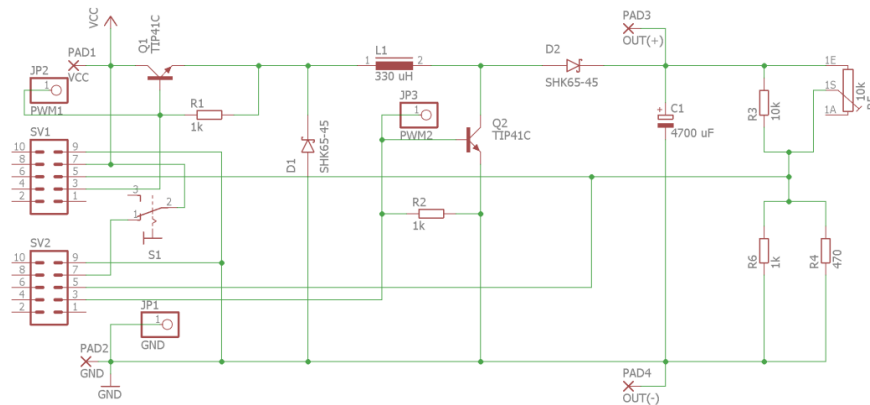 VCC
PAD1
VCC
Q1
TIP41C
JP2
1
PWM1
R1
1k
SV1
10 9
8 7
6 5
4 3
2 1
3
1 2
S1
SV2
10 9
8 7
6 5
4 3
2 1
JP1
1
GND
PAD2
GND
GND
D1
SHK65-45
L1
1 2
330 uH
JP3
1
PWM2
Q2
TIP41C
R2
1k
D2
SHK65-45
PAD3
OUT(+)
C1
+
4700 uF
R3
10k
1E
1S
1A
10k
R6
1k
R4
470
PAD4
OUT(-)